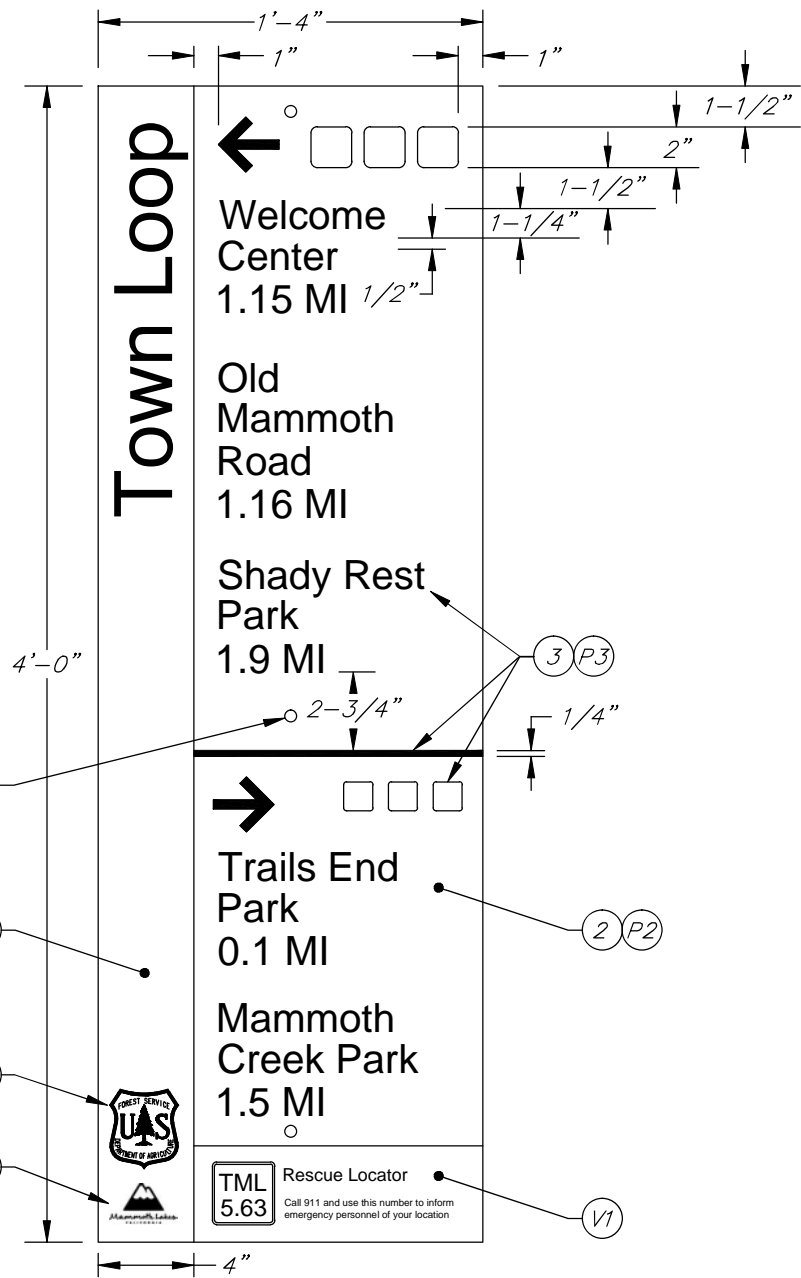 1'-4"
1"
1"
1-1/2"
2"
1-1/2"
1-1/4"
1/2"
Town Loop
Welcome
Center
1.15 MI
Old
Mammoth
Road
1.16 MI
Shady Rest
Park
1.9 MI
4'-0"
3 P3
2-3/4"
1/4"
Trails End
Park
0.1 MI
2 P2
Mammoth
Creek Park
1.5 MI
FOREST SERVICE
U S
DEPARTMENT OF AGRICULTURE
Mammoth Lakes
CALIFORNIA
TML
5.63
Rescue Locator
Call 911 and use this number to inform
emergency personnel of your location
V1
4"